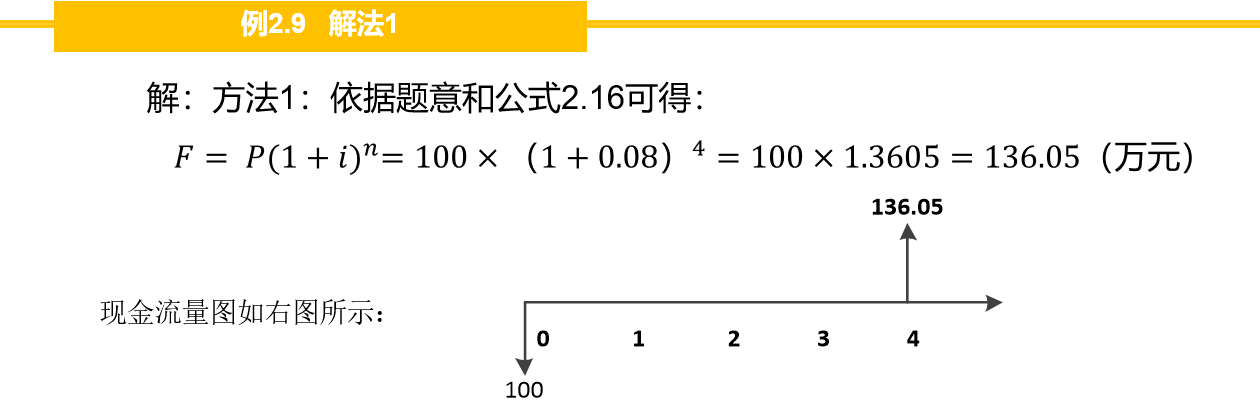 例2.9 解法1
解：方法1：依据题意和公式2.16可得：
F = P(1 + i)ⁿ= 100 × （1 + 0.08）⁴ = 100 × 1.3605 = 136.05（万元）
136.05
现金流量图如右图所示：
0 1 2 3 4
100